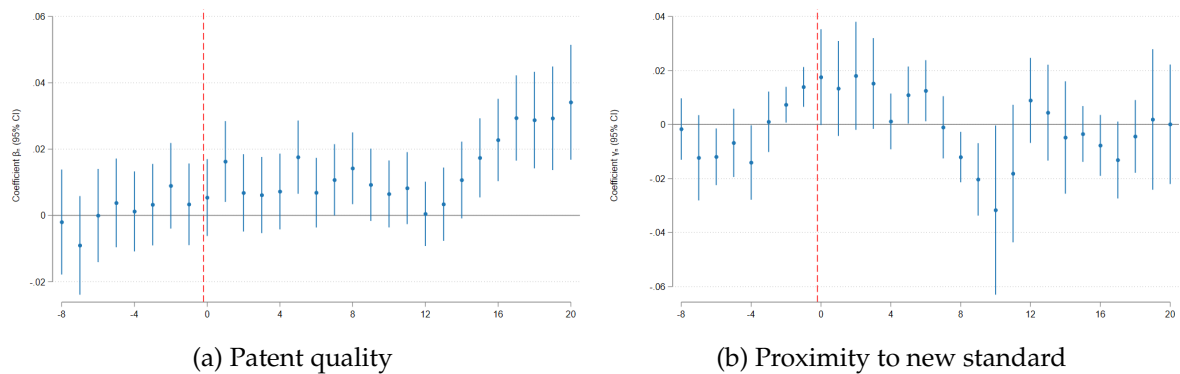 .06
.04
.02
0
-.02
Coefficient βₛ, (95% CI)
-8 -4 0 4 8 12 16 20
(a) Patent quality
.04
.02
0
-.02
-.04
-.06
Coefficient γₛ, (95% CI)
-8 -4 0 4 8 12 16 20
(b) Proximity to new standard